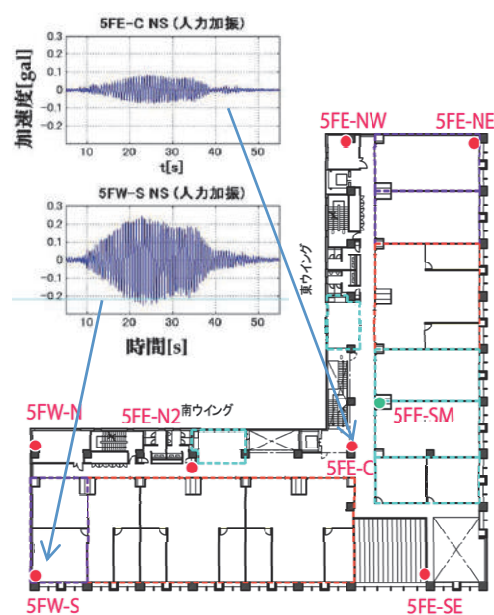 5FE-C NS (人力加振)
加速度[gal]
0.3
0.2
0.1
0
-0.1
-0.2
10 20 30 40 50
t[s]
5FW-S NS (人力加振)
0.3
0.2
0.1
0
-0.1
-0.2
10 20 30 40 50
時間[s]
5FE-NW
5FE-NE
東ウイング
5FF-SM
5FW-N
5FE-N2
南ウイング
5FE-C
5FW-S
5FE-SE